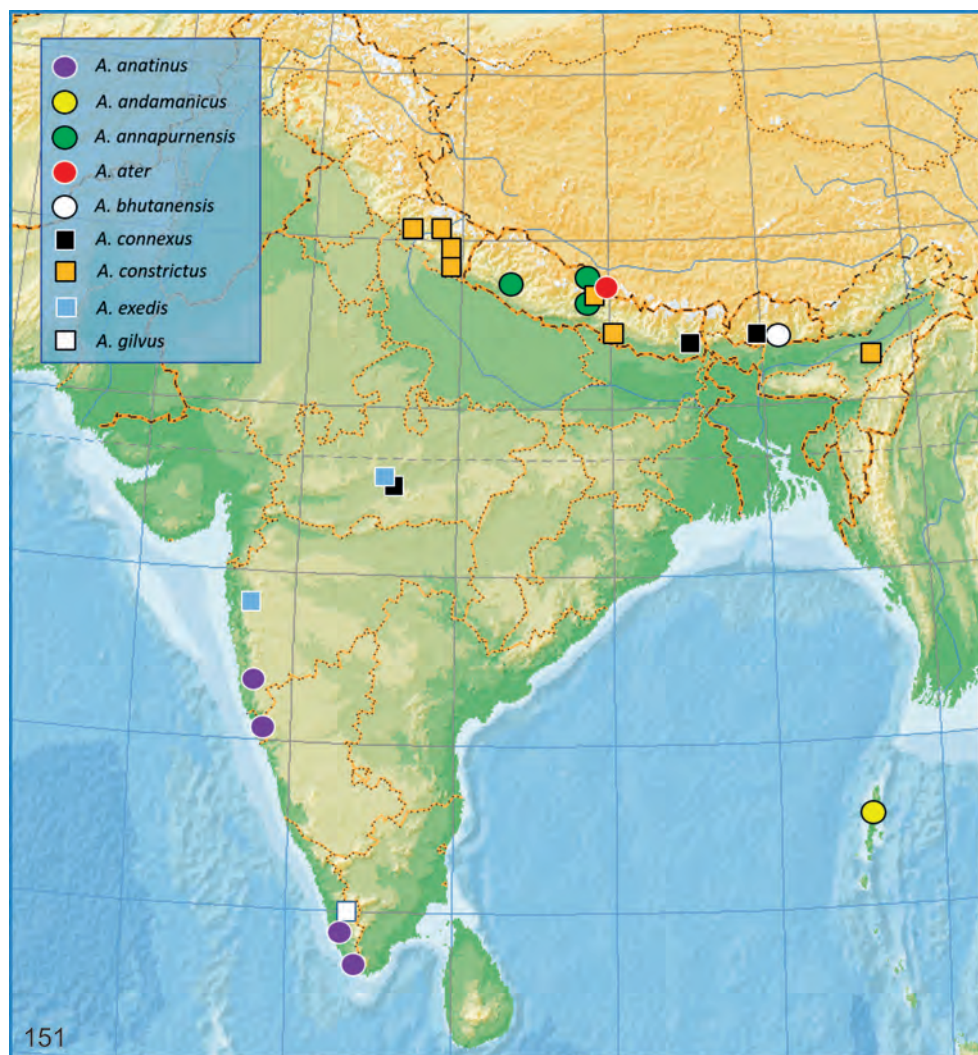 A. anatinus
A. andamanicus
A. annapurnensis
A. ater
A. bhutanensis
A. connexus
A. constrictus
A. exedis
A. gilvus
151